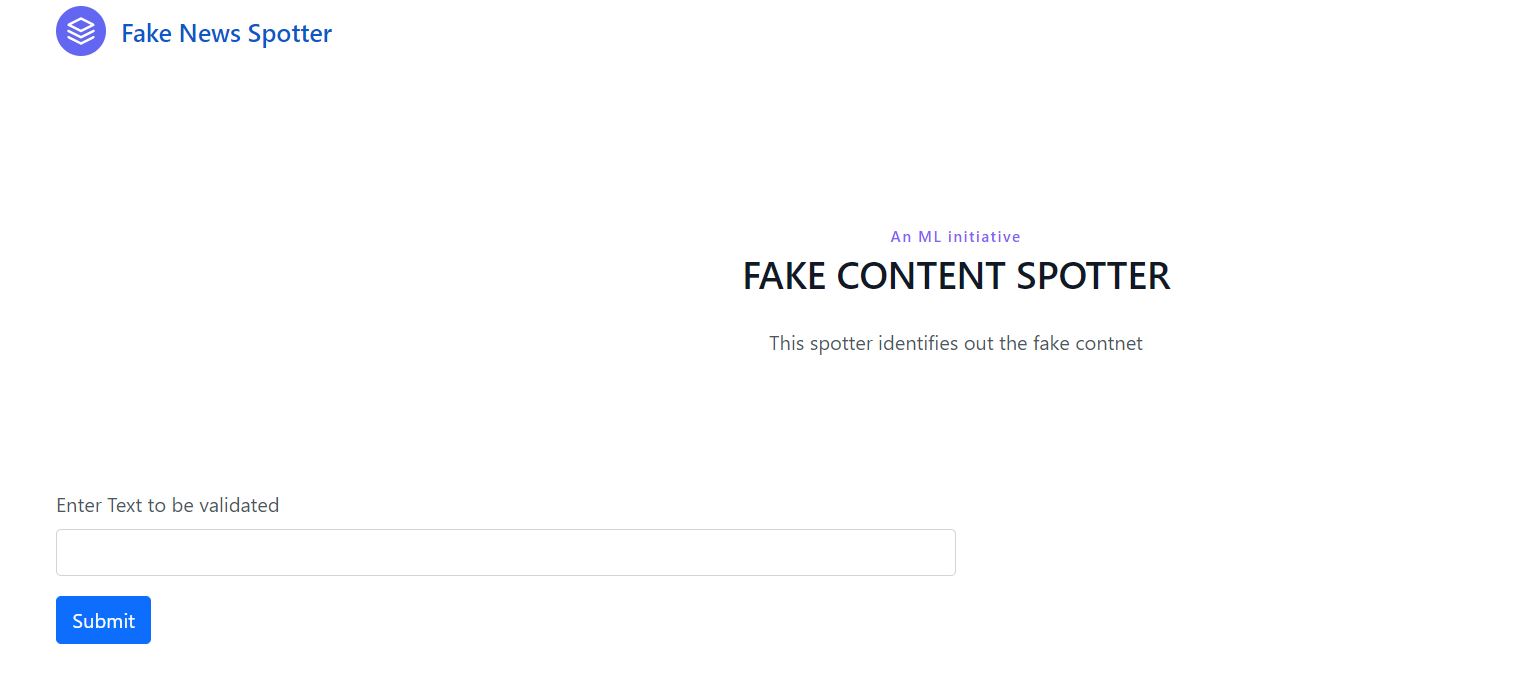 Fake News Spotter
An ML initiative
FAKE CONTENT SPOTTER
This spotter identifies out the fake contnet
Enter Text to be validated
Submit